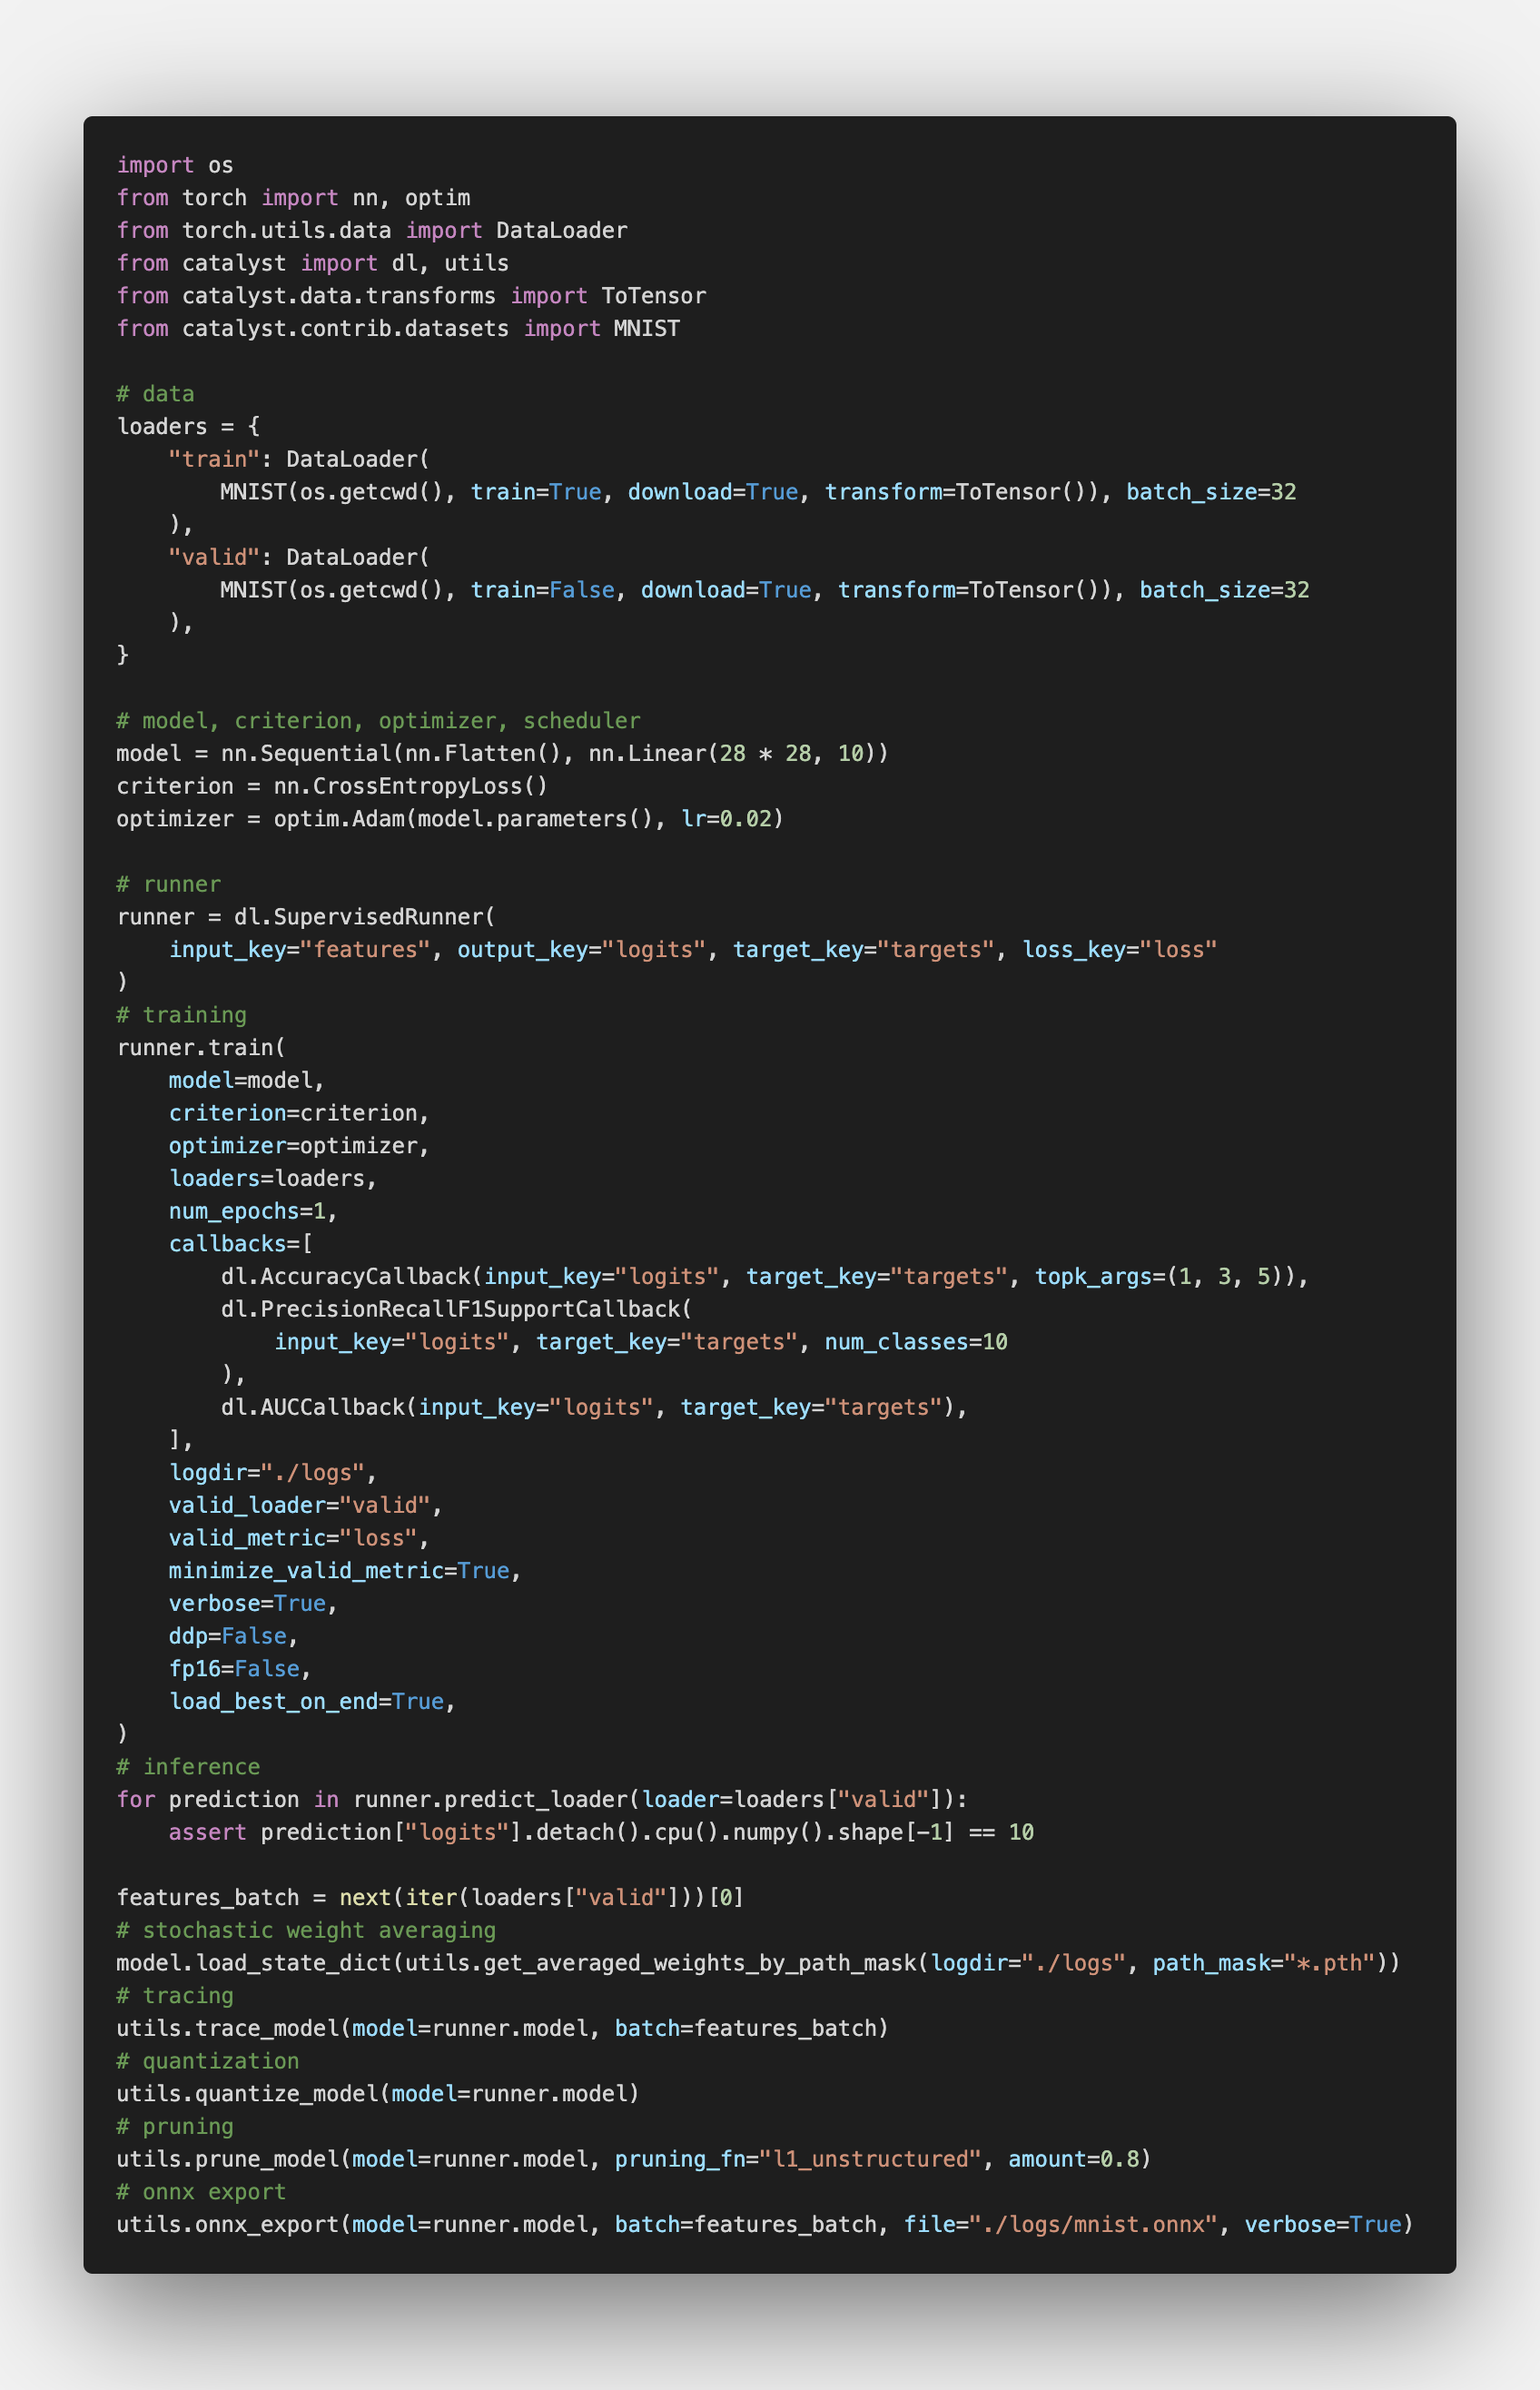 import os
from torch import nn, optim
from torch.utils.data import DataLoader
from catalyst import dl, utils
from catalyst.data.transforms import ToTensor
from catalyst.contrib.datasets import MNIST

# data
loaders = {
    "train": DataLoader(
        MNIST(os.getcwd(), train=True, download=True, transform=ToTensor()), batch_size=32
    ),
    "valid": DataLoader(
        MNIST(os.getcwd(), train=False, download=True, transform=ToTensor()), batch_size=32
    ),
}

# model, criterion, optimizer, scheduler
model = nn.Sequential(nn.Flatten(), nn.Linear(28 * 28, 10))
criterion = nn.CrossEntropyLoss()
optimizer = optim.Adam(model.parameters(), lr=0.02)

# runner
runner = dl.SupervisedRunner(
    input_key="features", output_key="logits", target_key="targets", loss_key="loss"
)
# training
runner.train(
    model=model,
    criterion=criterion,
    optimizer=optimizer,
    loaders=loaders,
    num_epochs=1,
    callbacks=[
        dl.AccuracyCallback(input_key="logits", target_key="targets", topk_args=(1, 3, 5)),
        dl.PrecisionRecallF1SupportCallback(
            input_key="logits", target_key="targets", num_classes=10
        ),
        dl.AUCCallback(input_key="logits", target_key="targets"),
    ],
    logdir="./logs",
    valid_loader="valid",
    valid_metric="loss",
    minimize_valid_metric=True,
    verbose=True,
    ddp=False,
    fp16=False,
    load_best_on_end=True,
)
# inference
for prediction in runner.predict_loader(loader=loaders["valid"]):
    assert prediction["logits"].detach().cpu().numpy().shape[-1] == 10

features_batch = next(iter(loaders["valid"]))[0]
# stochastic weight averaging
model.load_state_dict(utils.get_averaged_weights_by_path_mask(logdir="./logs", path_mask="*.pth"))
# tracing
utils.trace_model(model=runner.model, batch=features_batch)
# quantization
utils.quantize_model(model=runner.model)
# pruning
utils.prune_model(model=runner.model, pruning_fn="l1_unstructured", amount=0.8)
# onnx export
utils.onnx_export(model=runner.model, batch=features_batch, file="./logs/mnist.onnx", verbose=True)